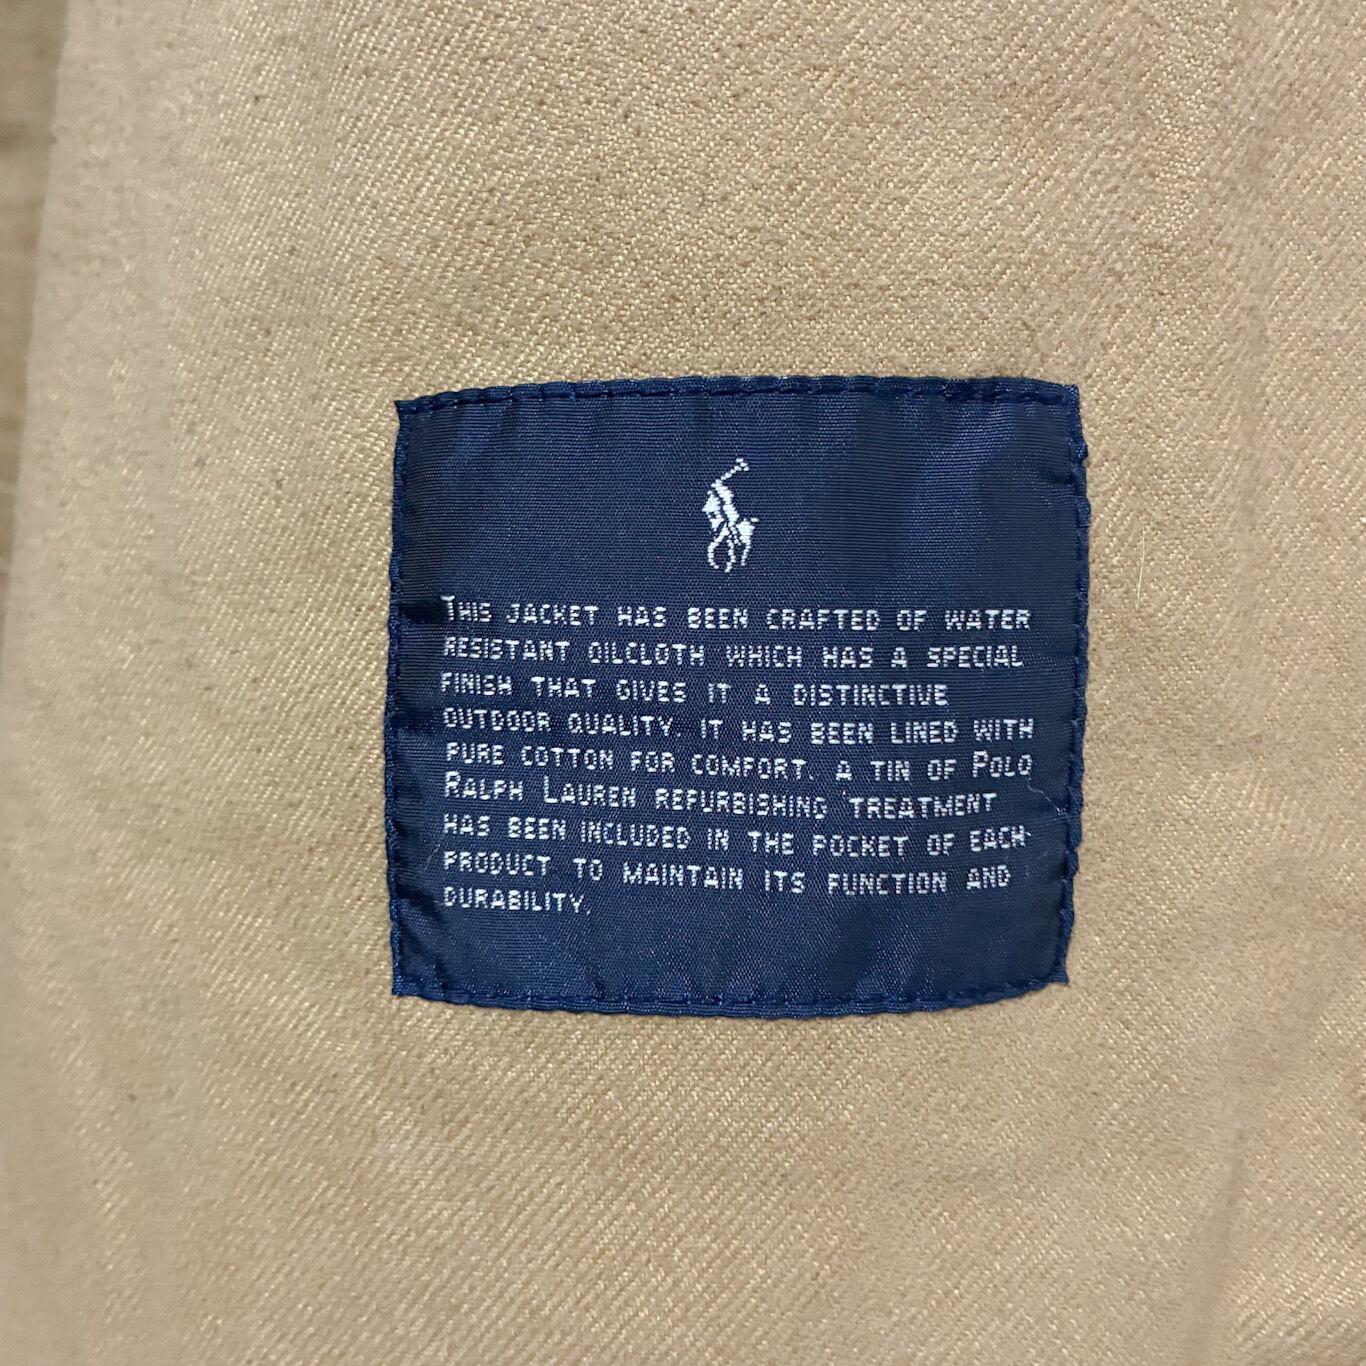 THIS JACKET HAS BEEN CRAFTED OF WATER
RESISTANT OILCLOTH WHICH HAS A SPECIAL
FINISH THAT GIVES IT A DISTINCTIVE
OUTDOOR QUALITY. IT HAS BEEN LINED WITH
PURE COTTON FOR COMFORT. A TIN OF POLO
RALPH LAUREN REFURBISHING TREATMENT
HAS BEEN INCLUDED IN THE POCKET OF EACH
PRODUCT TO MAINTAIN ITS FUNCTION AND
DURABILITY.